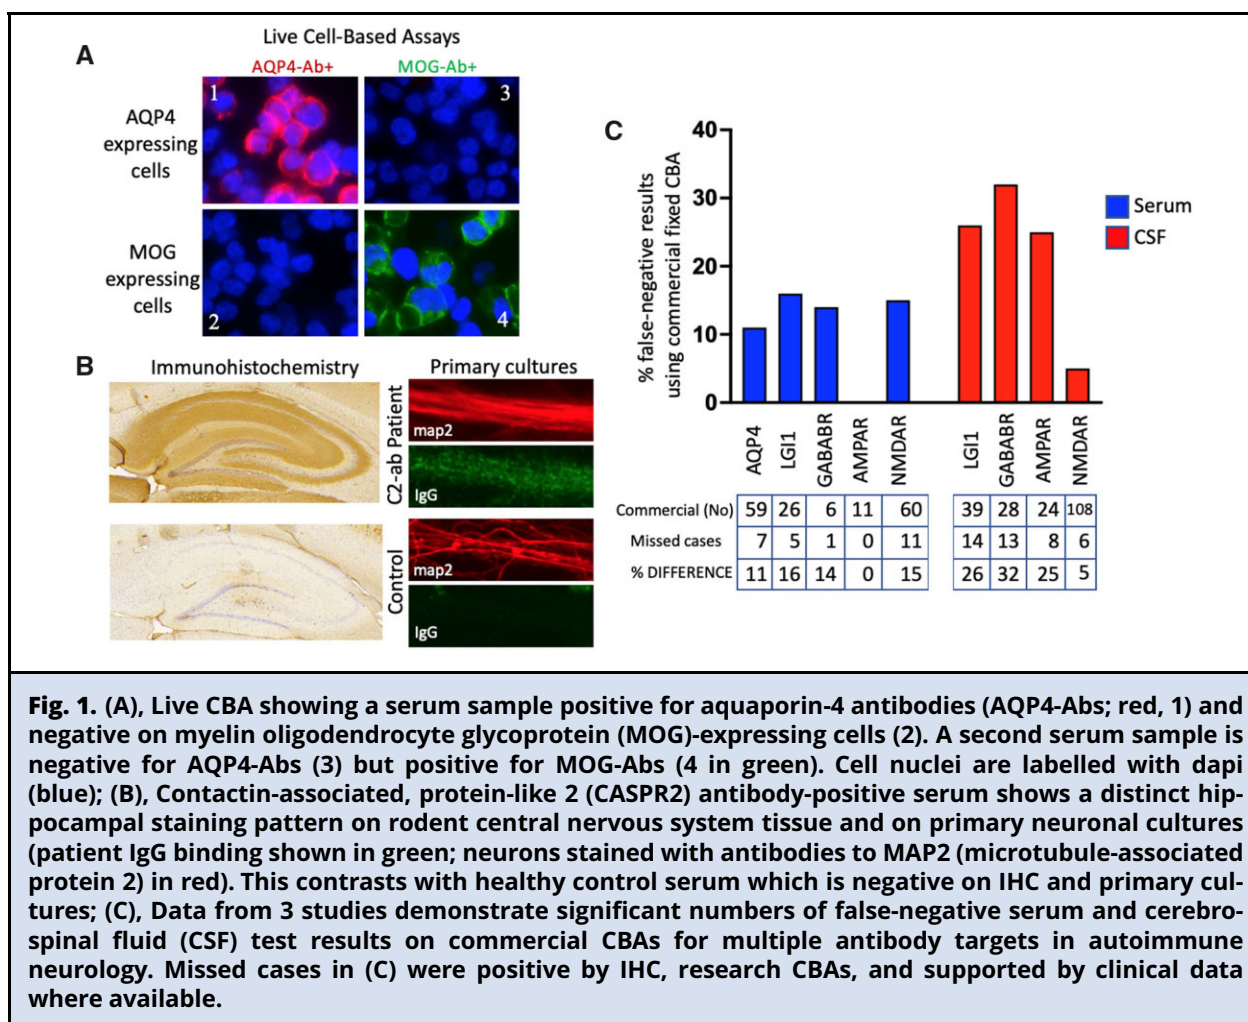 A
Live Cell-Based Assays
AQP4-Ab+
MOG-Ab+
AQP4
expressing
cells
1
3
MOG
expressing
cells
2
4
B
Immunohistochemistry
Primary cultures
C2-ab Patient
map2
IgG
Control
map2
IgG
C
% false-negative results
using commercial fixed CBA
40
30
20
10
0
Serum
CSF
AQP4
LGI1
GABABR
AMPAR
NMDAR
LGI1
GABABR
AMPAR
NMDAR
Commercial (No) 59 26 6 11 60 39 28 24 108
Missed cases 7 5 1 0 11 14 13 8 6
% DIFFERENCE 11 16 14 0 15 26 32 25 5
Fig. 1. (A), Live CBA showing a serum sample positive for aquaporin-4 antibodies (AQP4-Abs; red, 1) and
negative on myelin oligodendrocyte glycoprotein (MOG)-expressing cells (2). A second serum sample is
negative for AQP4-Abs (3) but positive for MOG-Abs (4 in green). Cell nuclei are labelled with dapi
(blue); (B), Contactin-associated, protein-like 2 (CASPR2) antibody-positive serum shows a distinct hip-
pocampal staining pattern on rodent central nervous system tissue and on primary neuronal cultures
(patient IgG binding shown in green; neurons stained with antibodies to MAP2 (microtubule-associated
protein 2) in red). This contrasts with healthy control serum which is negative on IHC and primary cul-
tures; (C), Data from 3 studies demonstrate significant numbers of false-negative serum and cerebro-
spinal fluid (CSF) test results on commercial CBAs for multiple antibody targets in autoimmune
neurology. Missed cases in (C) were positive by IHC, research CBAs, and supported by clinical data
where available.